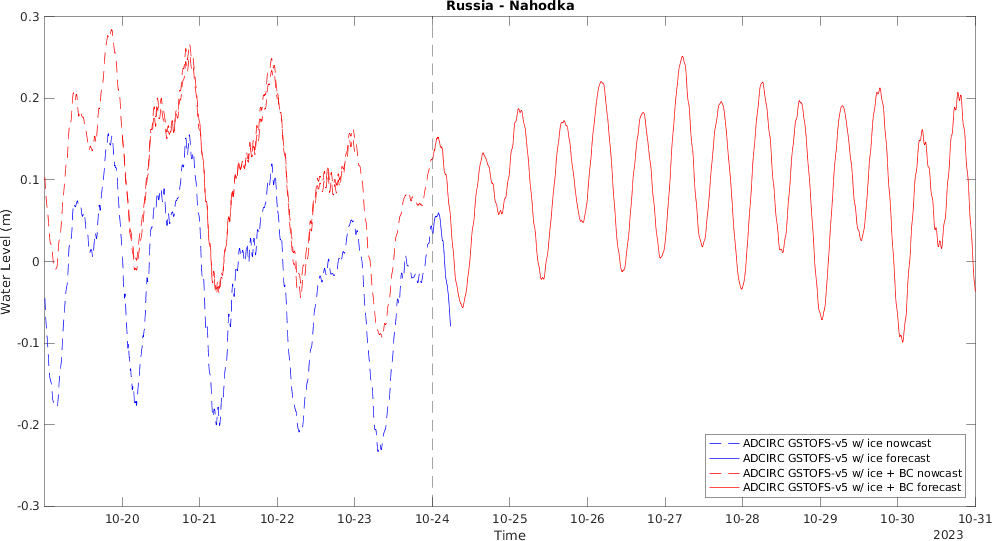 Russia - Nahodka
0.3
0.2
0.1
0
-0.1
-0.2
-0.3
Water Level (m)
ADCIRC GSTOFS-v5 w/ ice nowcast
ADCIRC GSTOFS-v5 w/ ice forecast
ADCIRC GSTOFS-v5 w/ ice + BC nowcast
ADCIRC GSTOFS-v5 w/ ice + BC forecast
10-20 10-21 10-22 10-23 10-24 10-25 10-26 10-27 10-28 10-29 10-30 10-31
Time
2023